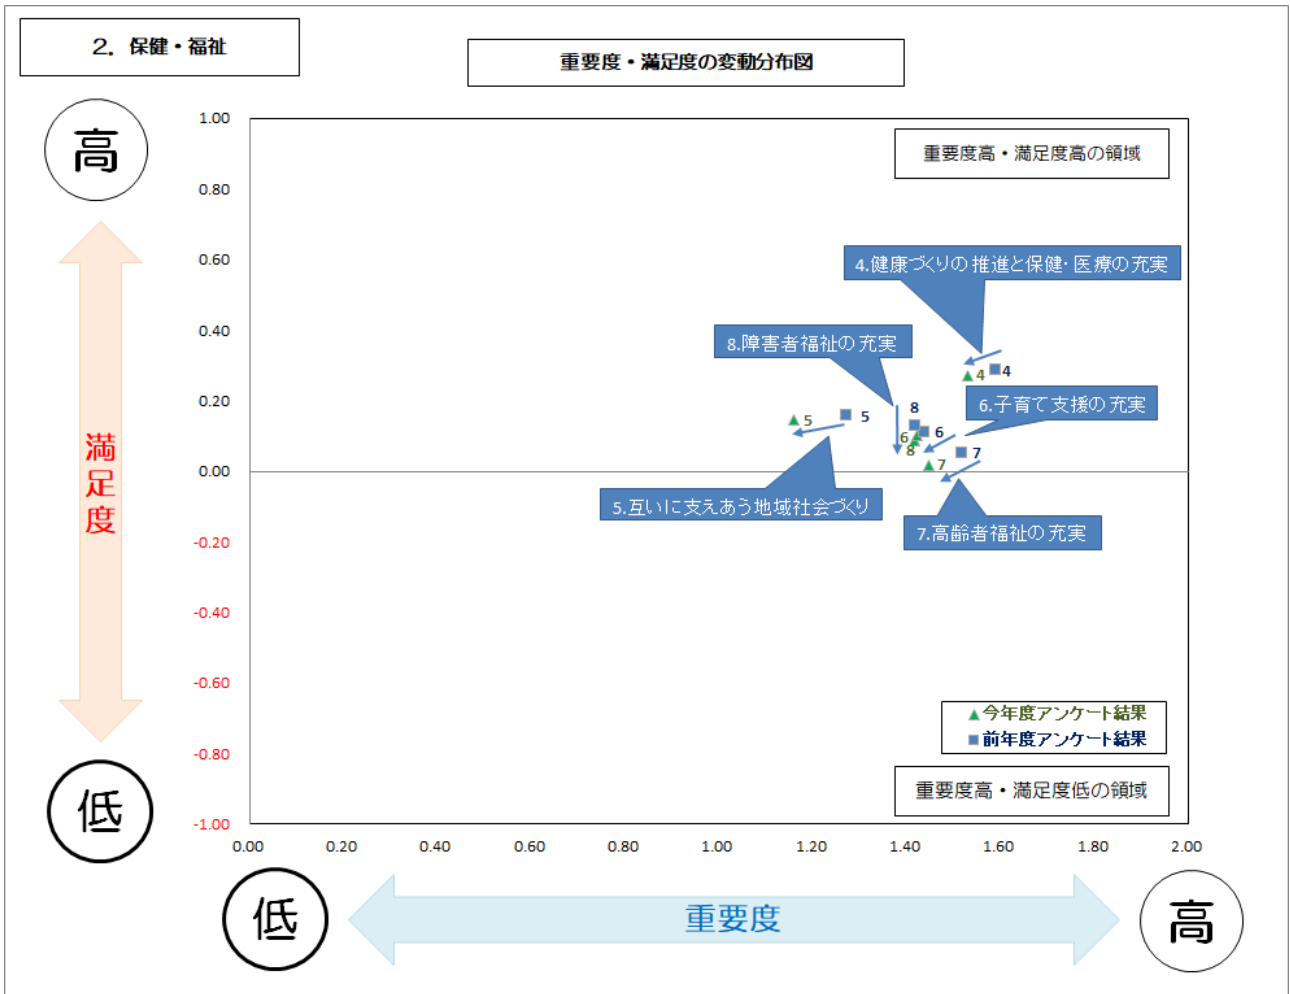 2. 保健・福祉
重要度・満足度の変動分布図
高
満足度
低
1.00
0.80
0.60
0.40
0.20
0.00
-0.20
-0.40
-0.60
-0.80
-1.00
重要度高・満足度高の領域
4.健康づくりの推進と保健・医療の充実
8.障害者福祉の充実
6.子育て支援の充実
5.互いに支えあう地域社会づくり
7.高齢者福祉の充実
4
4
5
5
8
6
6
8
7
7
今年度アンケート結果
前年度アンケート結果
重要度高・満足度低の領域
0.00 0.20 0.40 0.60 0.80 1.00 1.20 1.40 1.60 1.80 2.00
低
重要度
高